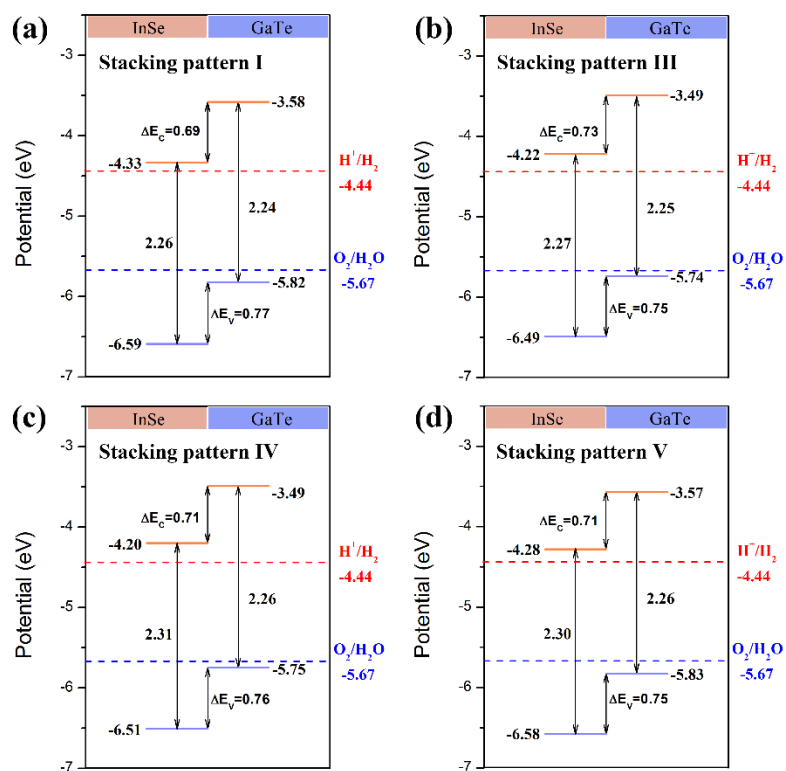 (a)
InSe GaTe
Stacking pattern I
Potential (eV)
-3
-4
-5
-6
-7
-3.58
ΔEC=0.69
-4.33
H+/H2
-4.44
2.24
2.26
O2/H2O
-5.67
-5.82
ΔEV=0.77
-6.59
(b)
InSe GaTe
Stacking pattern III
Potential (eV)
-3
-4
-5
-6
-7
-3.49
ΔEC=0.73
-4.22
H+/H2
-4.44
2.25
2.27
O2/H2O
-5.67
-5.74
ΔEV=0.75
-6.49
(c)
InSe GaTe
Stacking pattern IV
Potential (eV)
-3
-4
-5
-6
-7
-3.49
ΔEC=0.71
-4.20
H+/H2
-4.44
2.26
2.31
O2/H2O
-5.67
-5.75
ΔEV=0.76
-6.51
(d)
InSe GaTe
Stacking pattern V
Potential (eV)
-3
-4
-5
-6
-7
-3.57
ΔEC=0.71
-4.28
H+/H2
-4.44
2.26
2.30
O2/H2O
-5.67
-5.83
ΔEV=0.75
-6.58